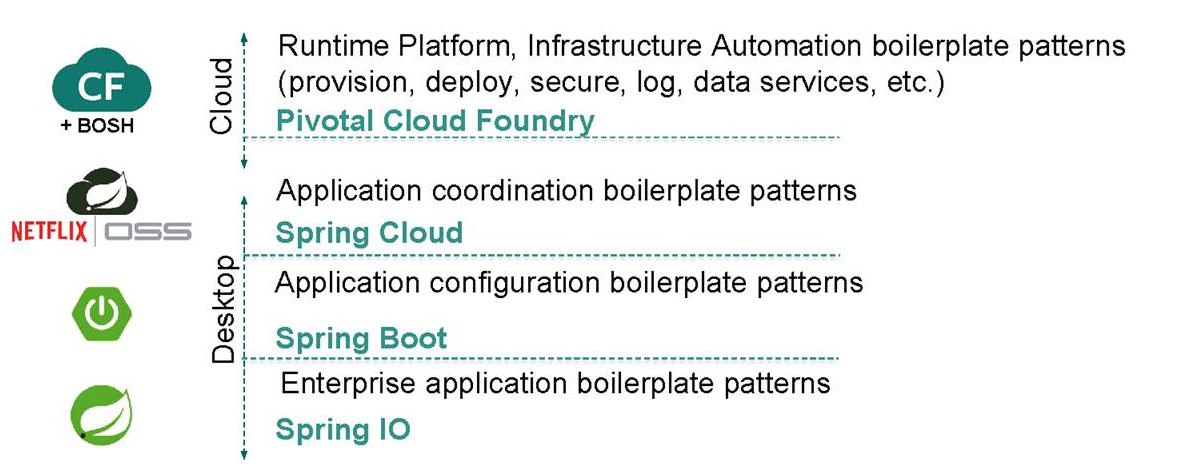 CF
+ BOSH
Cloud
Runtime Platform, Infrastructure Automation boilerplate patterns
(provision, deploy, secure, log, data services, etc.)
Pivotal Cloud Foundry
NETFLIX OSS
Desktop
Application coordination boilerplate patterns
Spring Cloud
Application configuration boilerplate patterns
Spring Boot
Enterprise application boilerplate patterns
Spring IO